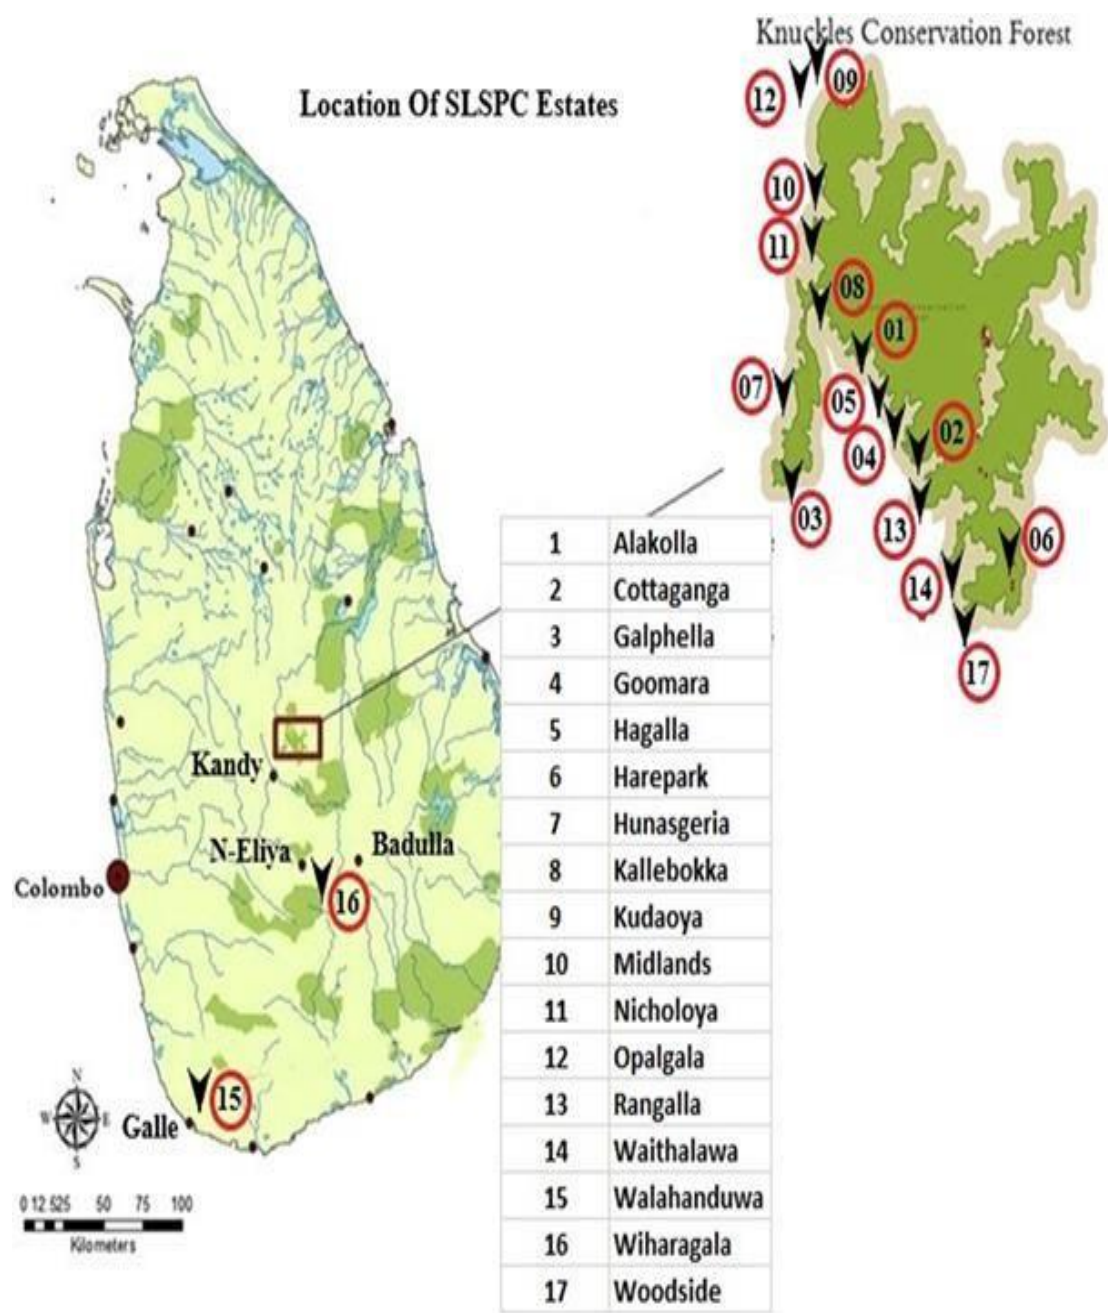 Knuckles Conservation Forest
Location Of SLSPC Estates
09
12
10
11
08
01
07
05
02
04
03
13
06
14
17
1 Alakolla
2 Cottaganga
3 Galphella
4 Goomara
5 Hagalla
6 Harepark
7 Hunasgeria
8 Kallebokka
9 Kudaoya
10 Midlands
11 Nicholoya
12 Opalgala
13 Rangalla
14 Waithalawa
15 Walahanduwa
16 Wiharagala
17 Woodside
Kandy
N-Eliya
Badulla
Colombo
16
15
Galle
N
W
E
S
0 12.525 50 75 100
Kilometers